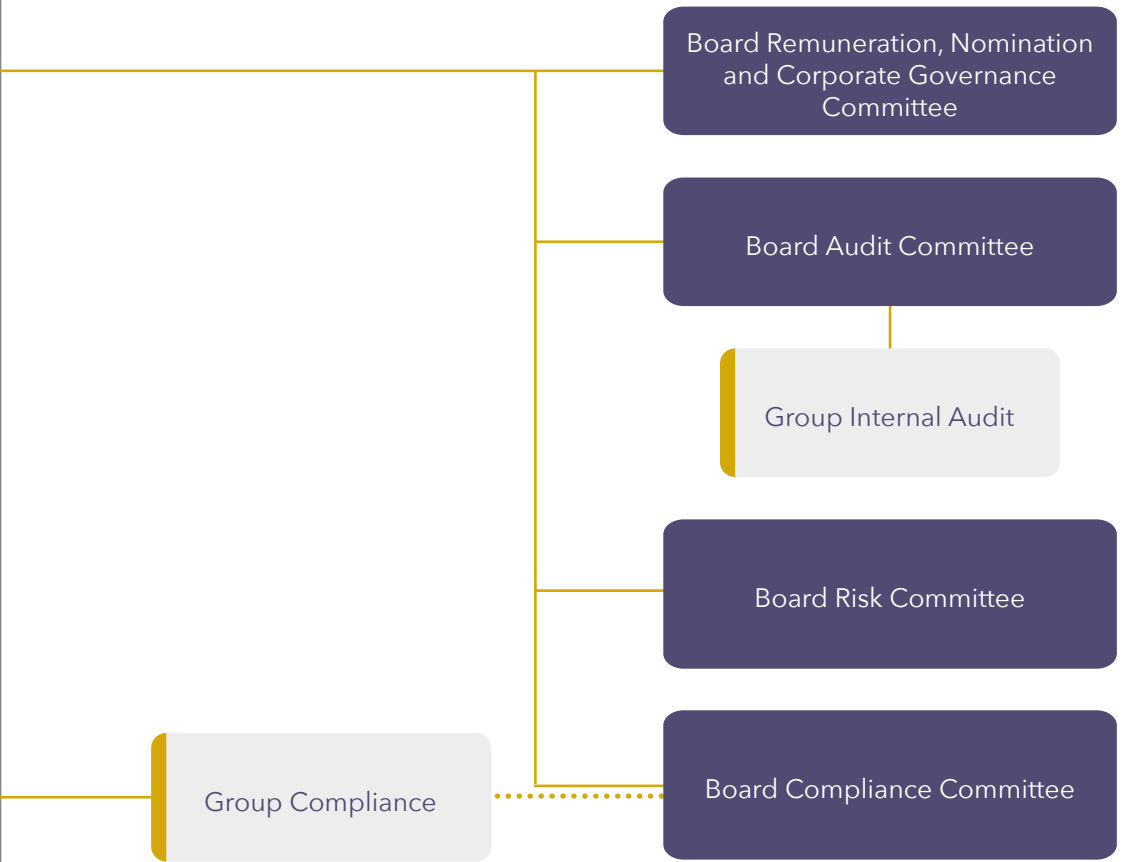 Board Remuneration, Nomination
and Corporate Governance
Committee
Board Audit Committee
Group Internal Audit
Board Risk Committee
Group Compliance
Board Compliance Committee